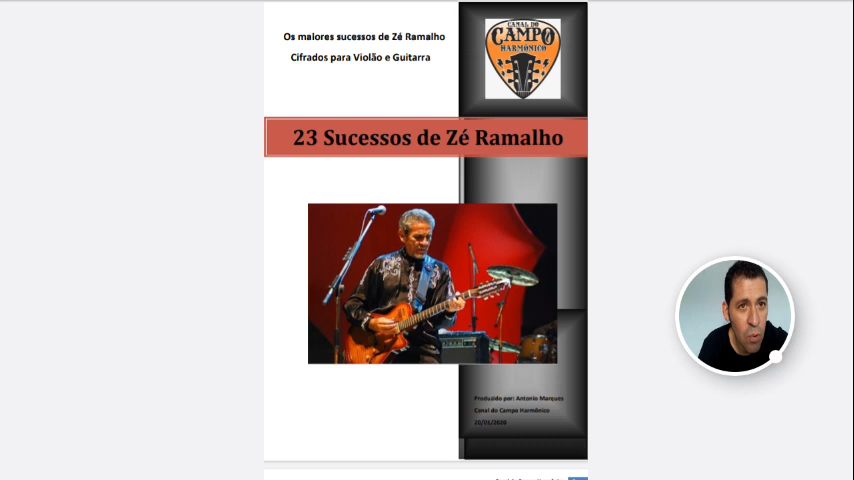 Os maiores sucessos de Zé Ramalho
Cifrados para Violão e Guitarra
CANAL DO
CAMPO
HARMÔNICO
23 Sucessos de Zé Ramalho
Produzido por: Antonio Marques
Canal do Campo Harmônico